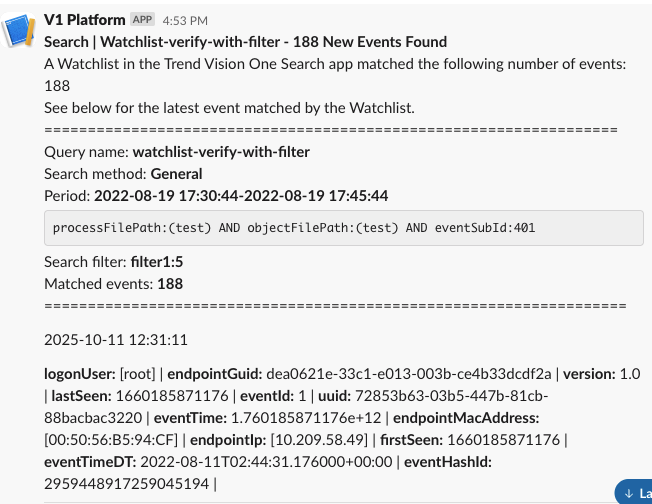 V1 Platform APP 4:53 PM
Search | Watchlist-verify-with-filter - 188 New Events Found
A Watchlist in the Trend Vision One Search app matched the following number of events:
188
See below for the latest event matched by the Watchlist.
==================================================================
Query name: watchlist-verify-with-filter
Search method: General
Period: 2022-08-19 17:30:44-2022-08-19 17:45:44
processFilePath:(test) AND objectFilePath:(test) AND eventSubId:401
Search filter: filter1:5
Matched events: 188
===================================================================
2025-10-11 12:31:11
logonUser: [root] | endpointGuid: dea0621e-33c1-e013-003b-ce4b33dcdf2a | version: 1.0
| lastSeen: 1660185871176 | eventId: 1 | uuid: 72853b63-03b5-447b-81cb-
88bacbac3220 | eventTime: 1.760185871176e+12 | endpointMacAddress:
[00:50:56:B5:94:CF] | endpointIp: [10.209.58.49] | firstSeen: 1660185871176 |
eventTimeDT: 2022-08-11T02:44:31.176000+00:00 | eventHashId:
2959448917259045194 |
↓ La